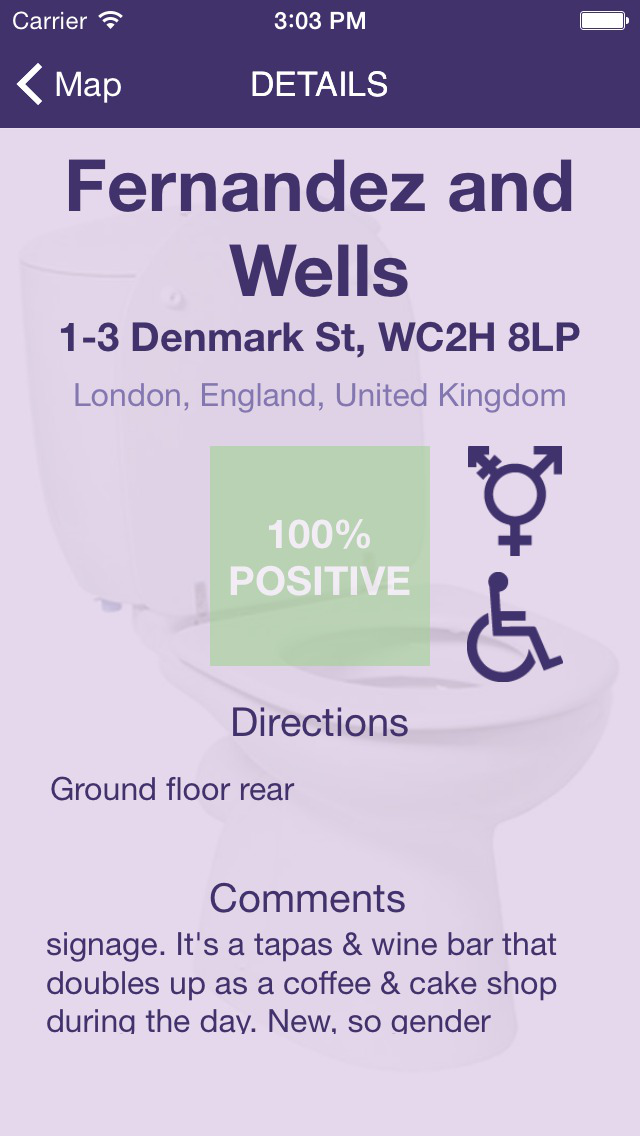 Carrier 3:03 PM
Map DETAILS
Fernandez and
Wells
1-3 Denmark St, WC2H 8LP
London, England, United Kingdom
100%
POSITIVE
Directions
Ground floor rear
Comments
signage. It's a tapas & wine bar that
doubles up as a coffee & cake shop
during the day. New, so gender